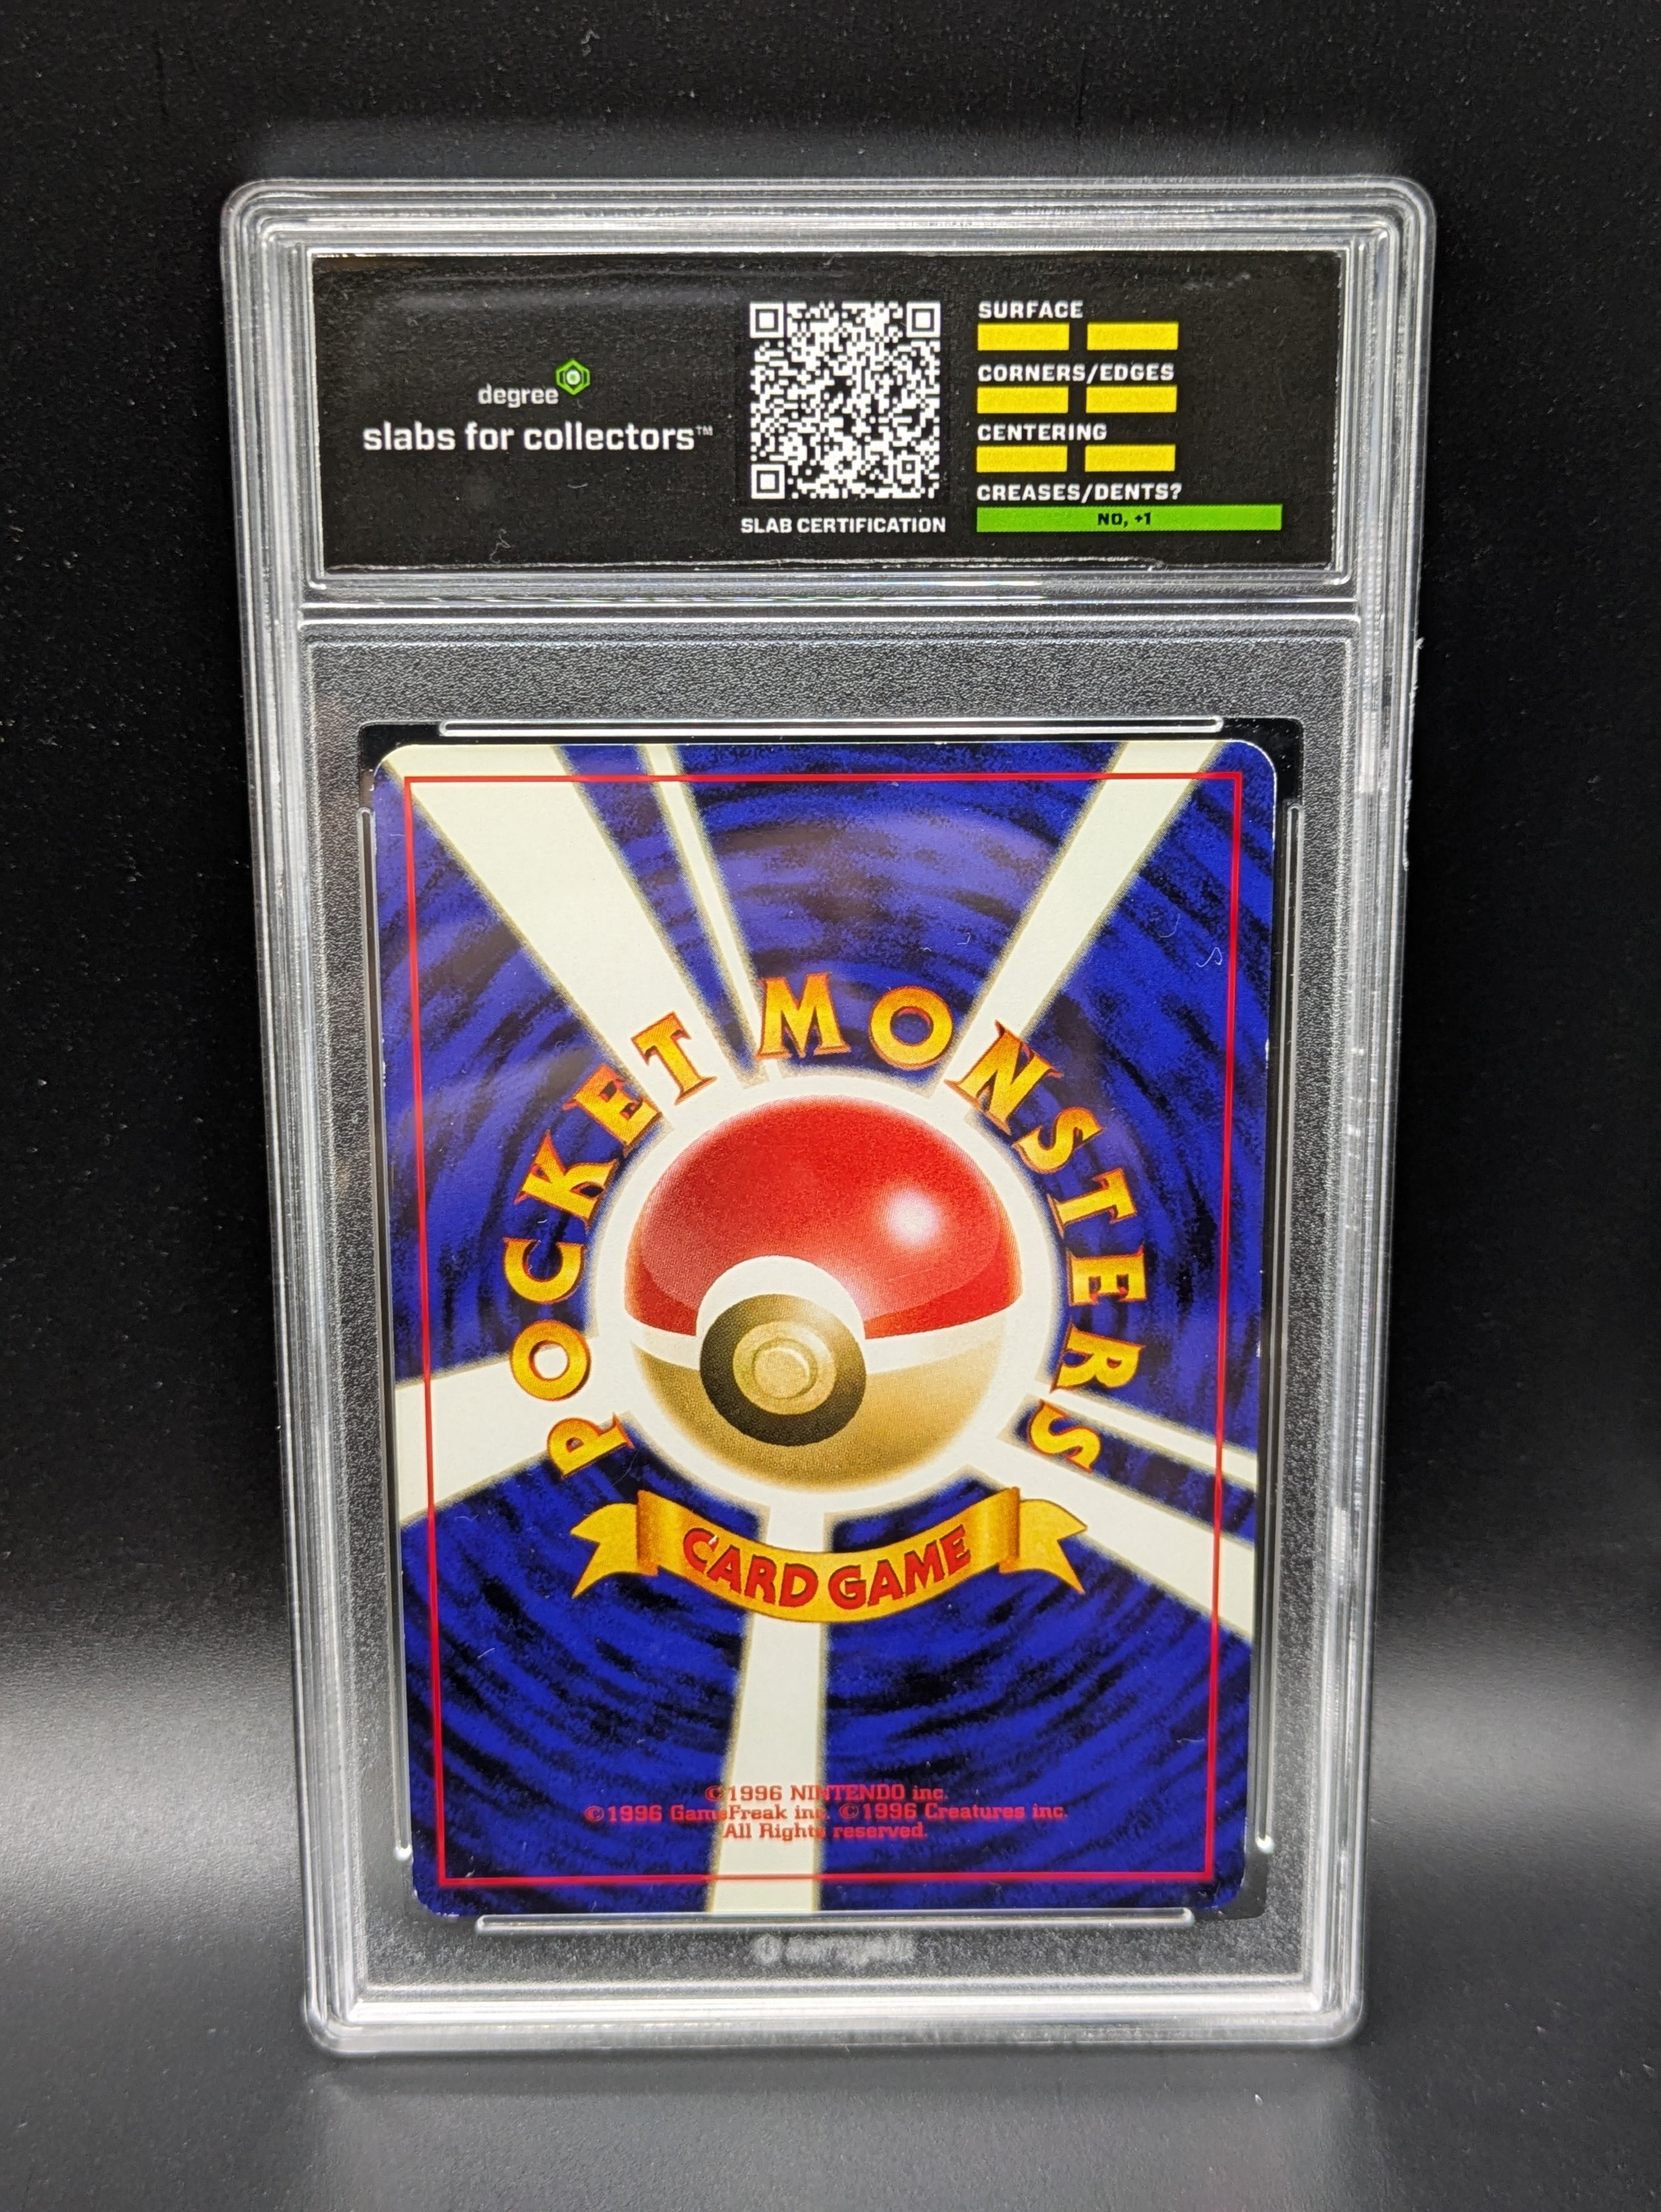 degree
slabs for collectors™
SLAB CERTIFICATION
SURFACE
CORNERS/EDGES
CENTERING
CREASES/DENTS?
NO, +1
POCKET MONSTERS
CARD GAME
©1996 NINTENDO inc.
©1996 GameFreak inc. ©1996 Creatures inc.
All Rights reserved.